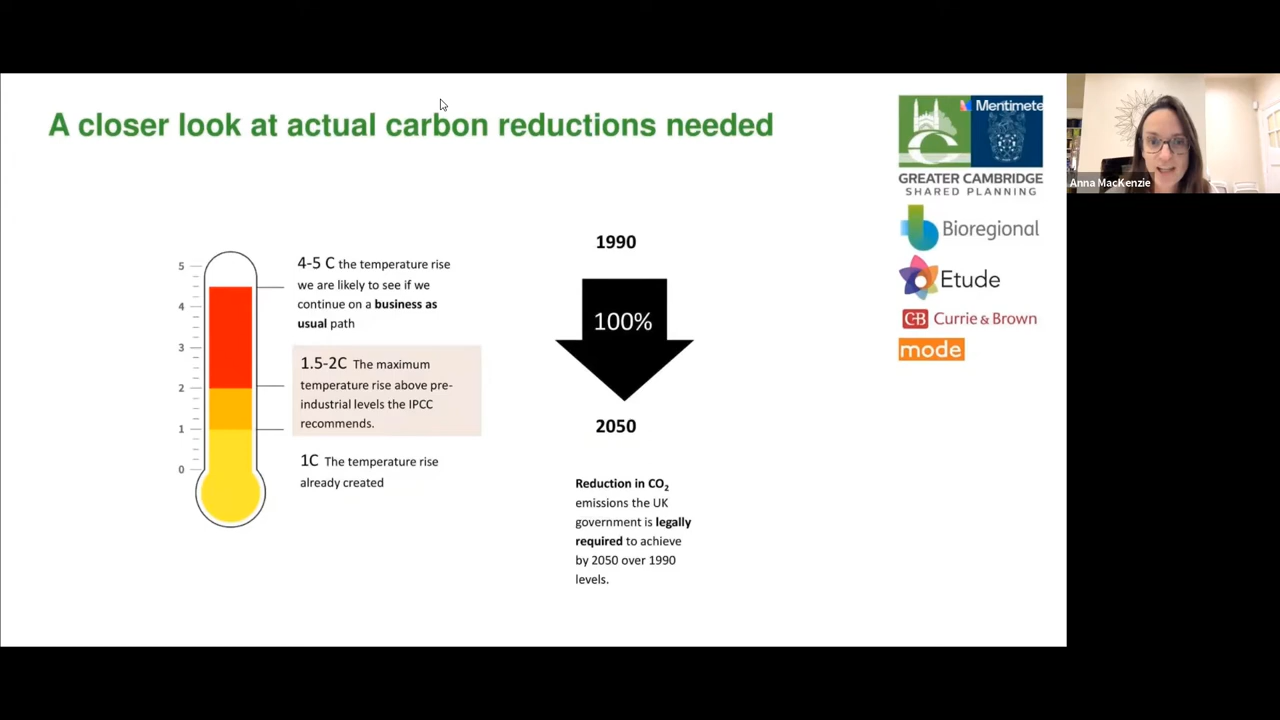 A closer look at actual carbon reductions needed
Mentimete
GREATER CAMBRIDGE
SHARED PLANNING
Bioregional
Etude
C-B Currie & Brown
mode
Anna MacKenzie
5
4
3
2
1
0
4-5 C the temperature rise
we are likely to see if we
continue on a business as
usual path
1.5-2C The maximum
temperature rise above pre-
industrial levels the IPCC
recommends.
1C The temperature rise
already created
1990
100%
2050
Reduction in CO₂
emissions the UK
government is legally
required to achieve
by 2050 over 1990
levels.